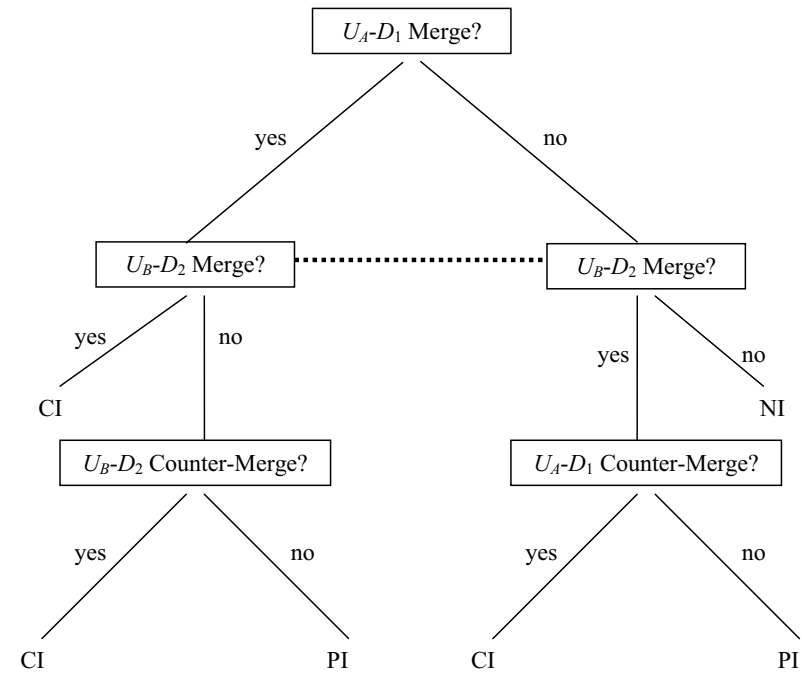 U_A-D_1 Merge?
yes
no
U_B-D_2 Merge?
U_B-D_2 Merge?
yes
no
yes
no
CI
NI
U_B-D_2 Counter-Merge?
U_A-D_1 Counter-Merge?
yes
no
yes
no
CI
PI
CI
PI